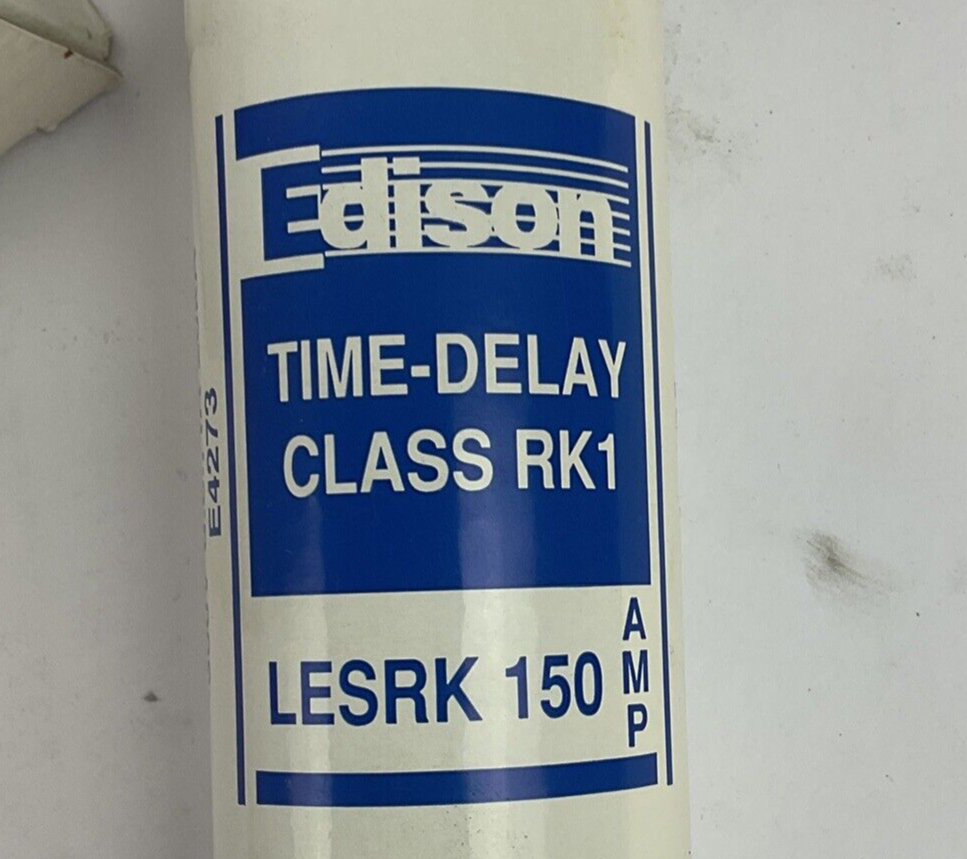 Edison
TIME-DELAY
CLASS RK1
LESRK 150 AMP
E4273